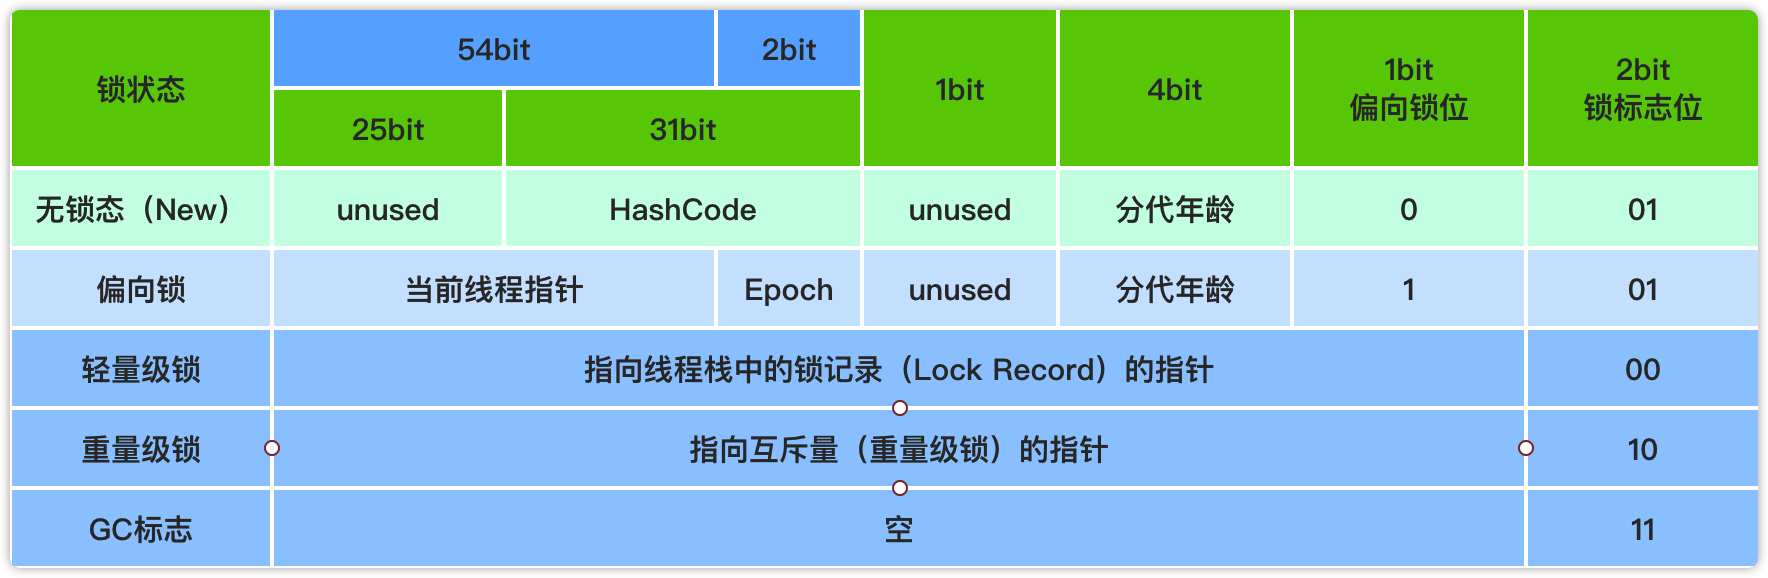 锁状态
54bit
2bit
25bit
31bit
1bit
4bit
1bit
偏向锁位
2bit
锁标志位
无锁态（New）
unused
HashCode
unused
分代年龄
0
01
偏向锁
当前线程指针
Epoch
unused
分代年龄
1
01
轻量级锁
指向线程栈中的锁记录（Lock Record）的指针
00
重量级锁
指向互斥量（重量级锁）的指针
10
GC标志
空
11